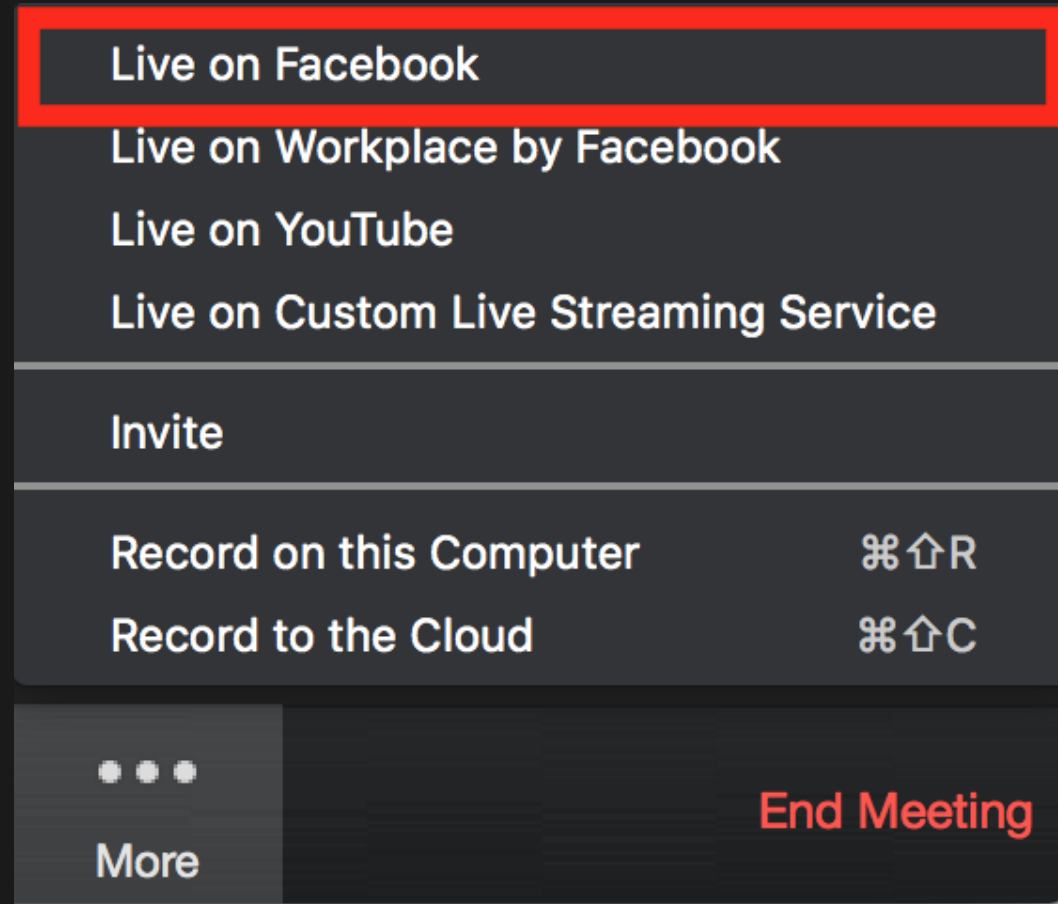 Live on Facebook
Live on Workplace by Facebook
Live on YouTube
Live on Custom Live Streaming Service
Invite
Record on this Computer ⌘⇧R
Record to the Cloud ⌘⇧C
More
End Meeting